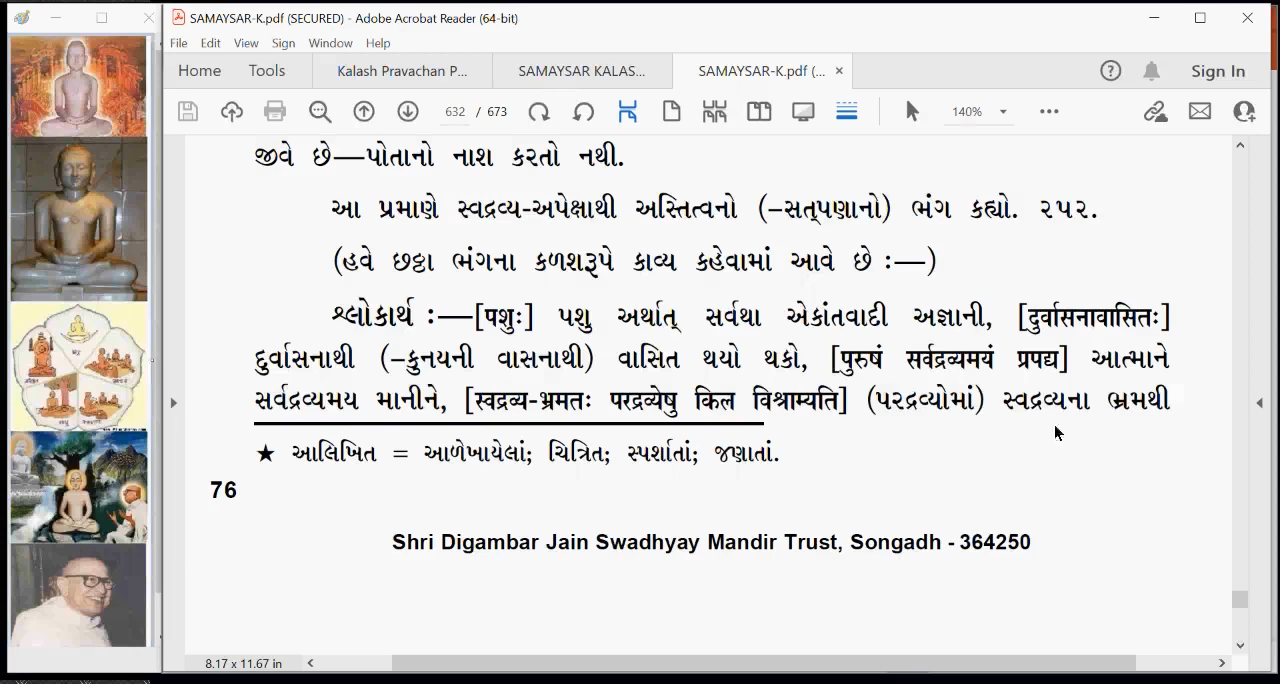 SAMAYSAR-K.pdf (SECURED) - Adobe Acrobat Reader (64-bit)
File Edit View Sign Window Help
Home Tools Kalash Pravachan P... SAMAYSAR KALAS... SAMAYSAR-K.pdf (... × Sign In
632 / 673 140%
જીવે છે—પોતાનો નાશ કરતો નથી.
આ પ્રમાણે સ્વદ્રવ્ય-અપેક્ષાથી અસ્તિત્વનો (–સત્‌પણાનો) ભંગ કહ્યો. ૨૫૨.
(હવે છઠ્ઠા ભંગના કળશરૂપે કાવ્ય કહેવામાં આવે છે :—)
શ્લોકાર્થ :—[पशुः] પશુ અર્થાત્ સર્વથા એકાંતવાદી અજ્ઞાની, [दुर्वासनावासितः]
દુર્વાસનાથી (–કુનયની વાસનાથી) વાસિત થયો થકો, [पुरुषं सर्वद्रव्यमयं प्रपद्य] આત્માને
સર્વદ્રવ્યમય માનીને, [स्वद्रव्य-भ्रमतः परद्रव्येषु किल विश्राम्यति] (પરદ્રવ્યોમાં) સ્વદ્રવ્યના ભ્રમથી
★ આલિખિત = આળેખાયેલાં; ચિત્રિત; સ્પર્શાતાં; જણાતાં.
76
Shri Digambar Jain Swadhyay Mandir Trust, Songadh - 364250
8.17 x 11.67 in